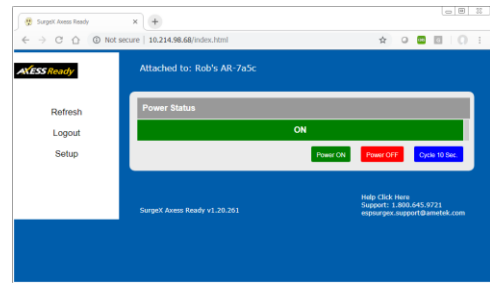 SurgeX Axess Ready
Not secure 10.214.98.68/index.html
AXESS Ready
Attached to: Rob's AR-7a5c
Refresh
Logout
Setup
Power Status
ON
Power ON Power OFF Cycle 10 Sec.
SurgeX Axess Ready v1.20.261
Help Click Here
Support: 1.800.645.9721
espsurgex.support@ametek.com